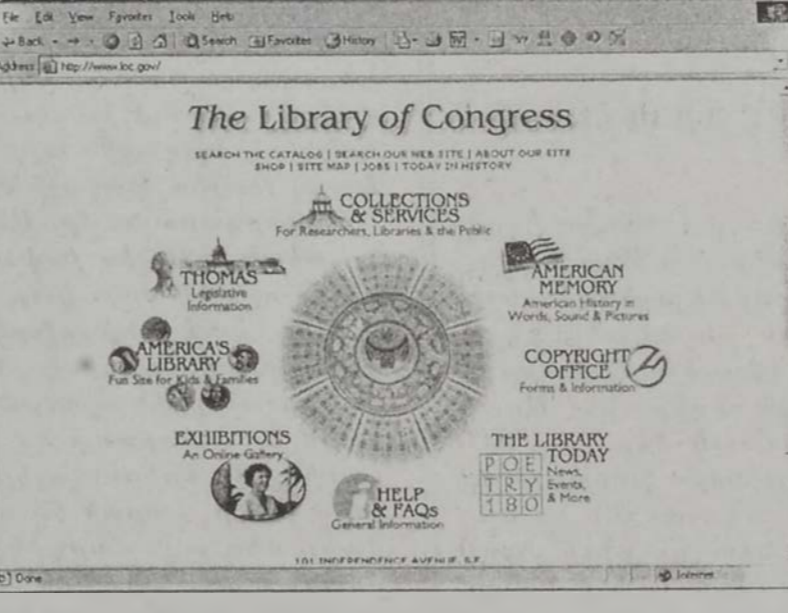 File Edit View Favorites Tools Help
Back Search Favorites History
Address http://www.loc.gov/
The Library of Congress
SEARCH THE CATALOG | SEARCH OUR WEB SITE | ABOUT OUR SITE
SHOP | SITE MAP | JOBS | TODAY IN HISTORY
COLLECTIONS
& SERVICES
For Researchers, Libraries & the Public
THOMAS
Legislative
Information
AMERICAN
MEMORY
American History in
Words, Sound & Pictures
AMERICA'S
LIBRARY
Fun Site for Kids & Families
COPYRIGHT
OFFICE
Forms & Information
EXHIBITIONS
An Online Gallery
THE LIBRARY
TODAY
News,
Events,
& More
POE
TRY
180
HELP
& FAQs
General Information
101 INDEPENDENCE AVENUE, S.E.
Done Internet